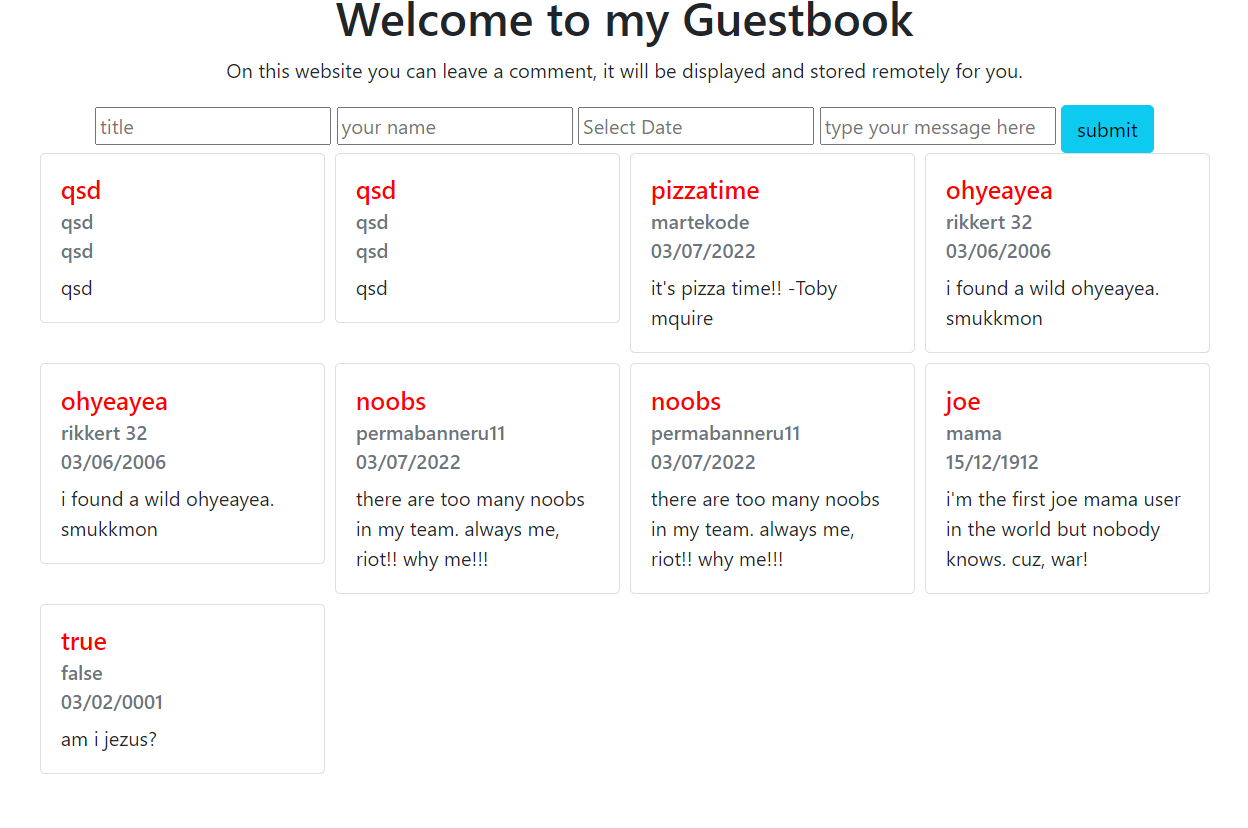 Welcome to my Guestbook
On this website you can leave a comment, it will be displayed and stored remotely for you.
title
your name
Select Date
type your message here
submit
qsd
qsd
qsd
qsd
qsd
qsd
qsd
qsd
pizzatime
martekode
03/07/2022
it's pizza time!! -Toby
mquire
ohyeayea
rikkert 32
03/06/2006
i found a wild ohyeayea.
smukkmon
ohyeayea
rikkert 32
03/06/2006
i found a wild ohyeayea.
smukkmon
noobs
permabanneru11
03/07/2022
there are too many noobs
in my team. always me,
riot!! why me!!!
noobs
permabanneru11
03/07/2022
there are too many noobs
in my team. always me,
riot!! why me!!!
joe
mama
15/12/1912
i'm the first joe mama user
in the world but nobody
knows. cuz, war!
true
false
03/02/0001
am i jezus?